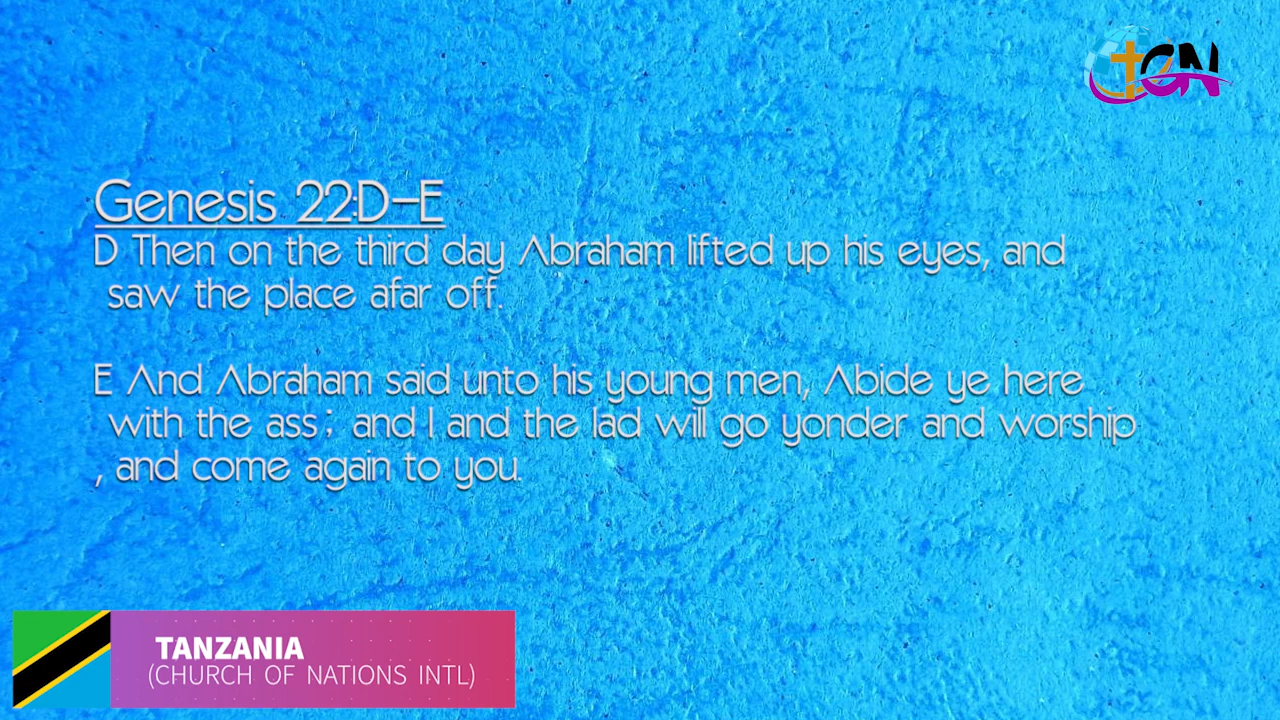 GN
Genesis 22:D-E
D Then on the third day Abraham lifted up his eyes, and
saw the place afar off.
E And Abraham said unto his young men, Abide ye here
with the ass; and I and the lad will go yonder and worship
, and come again to you.
TANZANIA
(CHURCH OF NATIONS INTL)